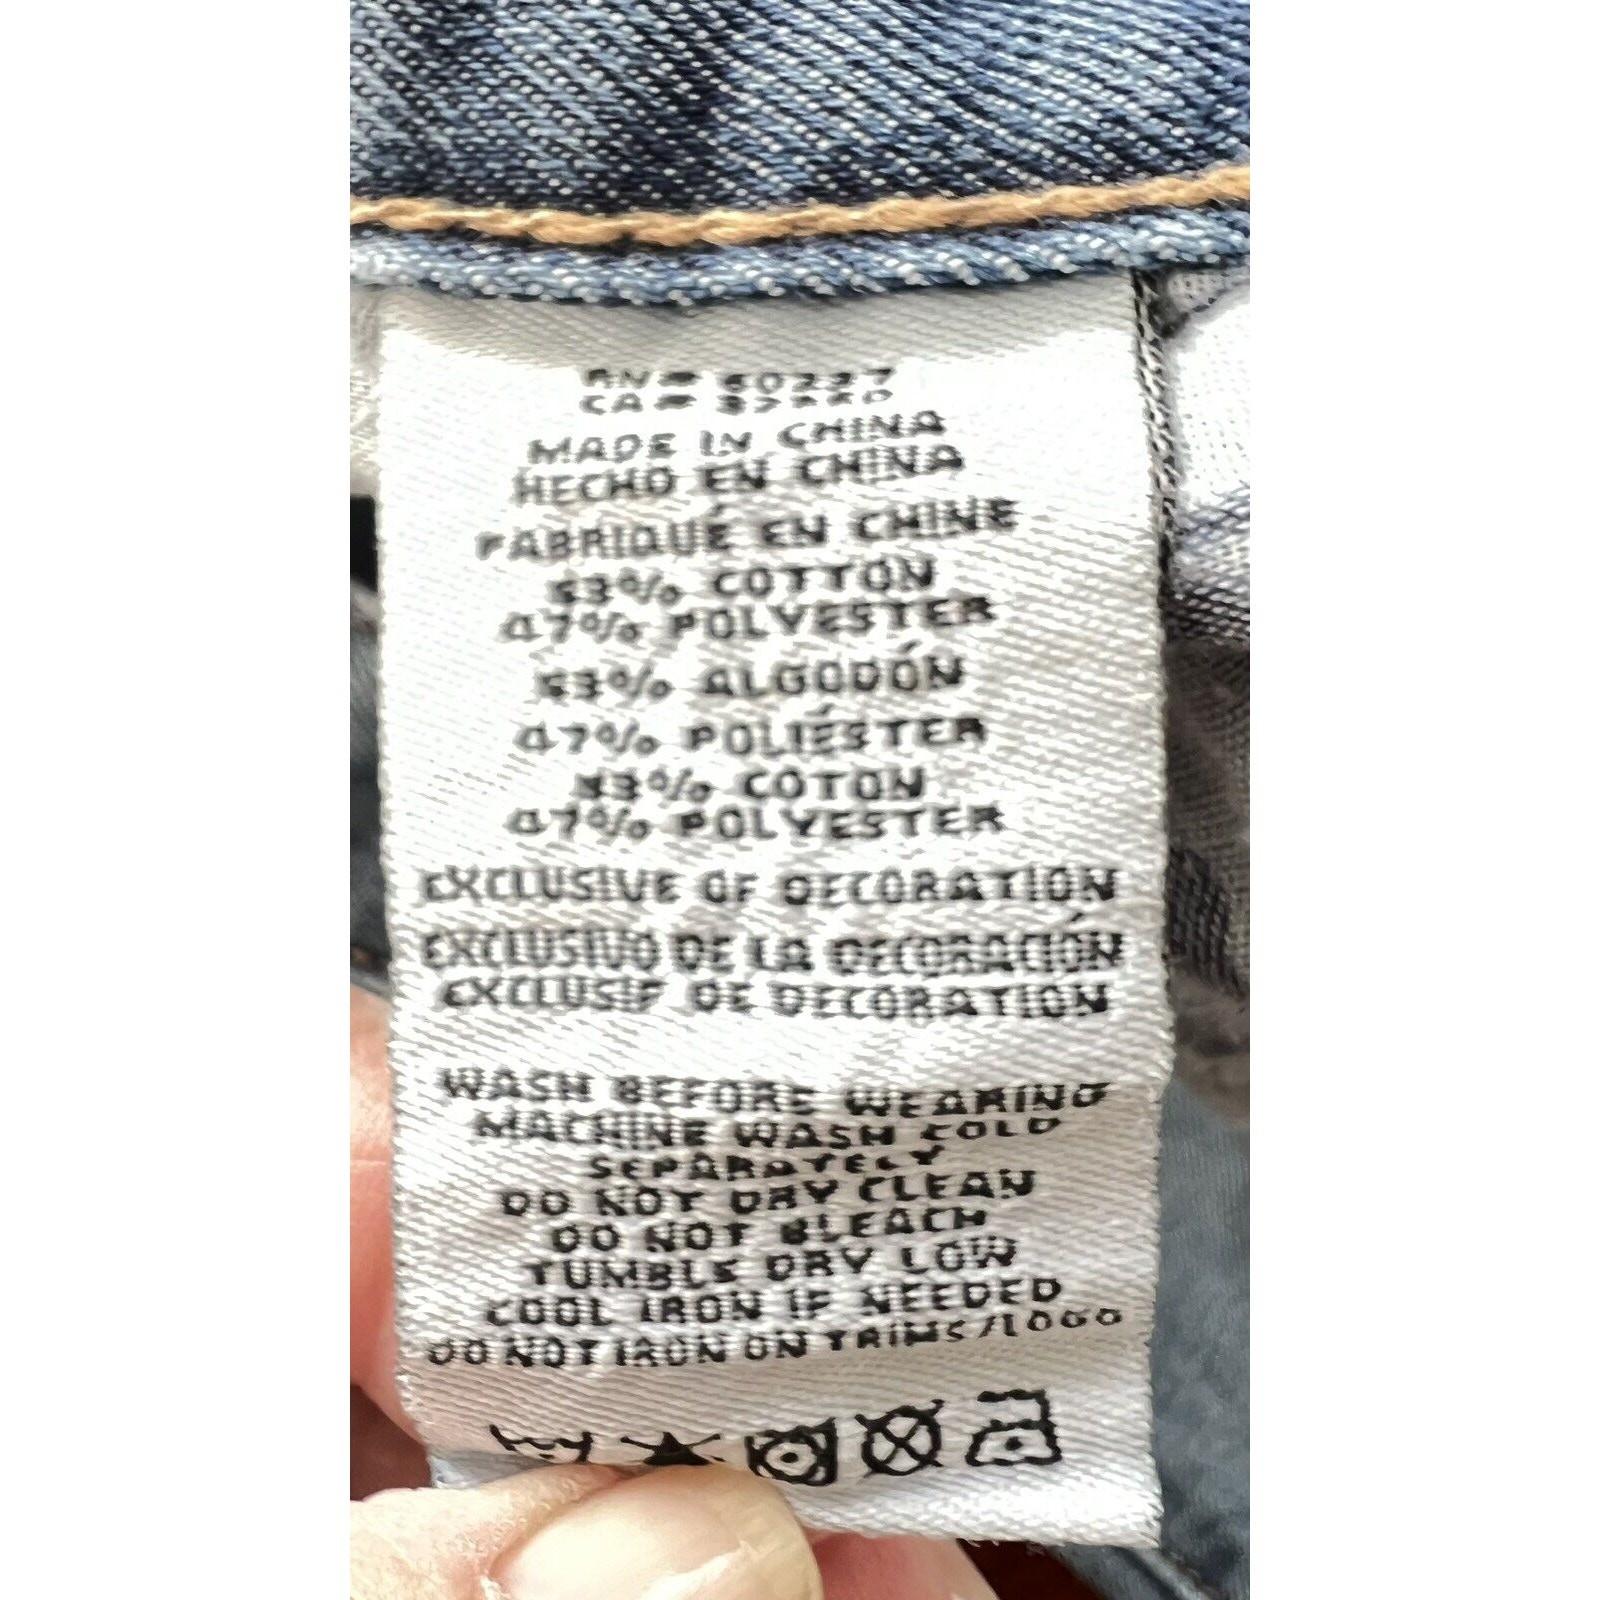 RN# 60227
CA#
MADE IN CHINA
HECHO EN CHINA
FABRIQUÉ EN CHINE
53% COTTON
47% POLYESTER
53% ALGODÓN
47% POLIÉSTER
53% COTON
47% POLYESTER
EXCLUSIVE OF DECORATION
EXCLUSIVO DE LA DECORACIÓN
EXCLUSIF DE DECORATION
WASH BEFORE WEARING
MACHINE WASH COLD
SEPARATELY
DO NOT DRY CLEAN
DO NOT BLEACH
TUMBLE DRY LOW
COOL IRON IF NEEDED
DO NOT IRON ON TRIMS/LOGO